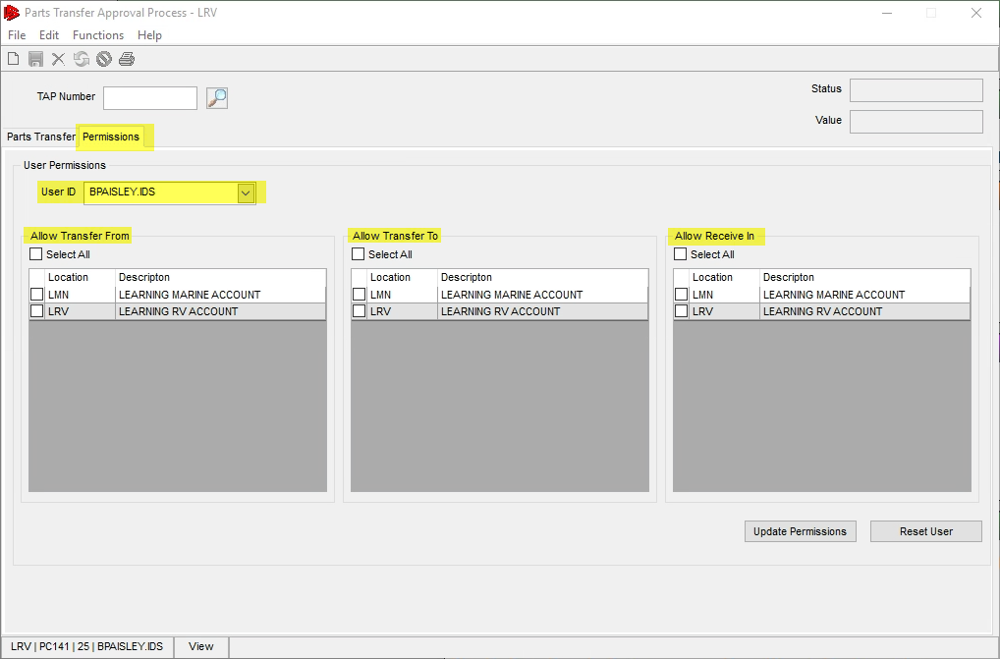 Parts Transfer Approval Process - LRV
File Edit Functions Help
TAP Number
Status
Value
Parts Transfer Permissions
User Permissions
User ID BPAISLEY.IDS
Allow Transfer From
Select All
Location Descripton
LMN LEARNING MARINE ACCOUNT
LRV LEARNING RV ACCOUNT
Allow Transfer To
Select All
Location Descripton
LMN LEARNING MARINE ACCOUNT
LRV LEARNING RV ACCOUNT
Allow Receive In
Select All
Location Descripton
LMN LEARNING MARINE ACCOUNT
LRV LEARNING RV ACCOUNT
Update Permissions Reset User
LRV | PC141 | 25 | BPAISLEY.IDS View